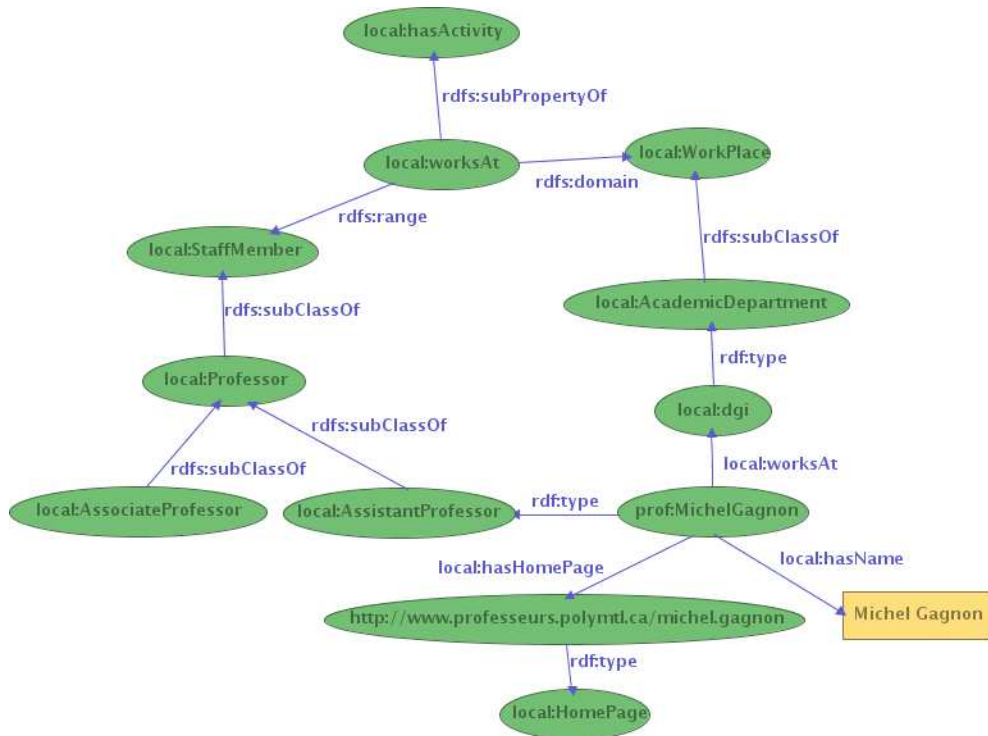 local:hasActivity
rdfs:subPropertyOf
local:worksAt
local:WorkPlace
rdfs:domain
rdfs:range
local:StaffMember
rdfs:subClassOf
local:AcademicDepartment
rdfs:subClassOf
rdf:type
local:Professor
local:dgi
rdfs:subClassOf
rdfs:subClassOf
local:worksAt
local:AssociateProfessor
local:AssistantProfessor
rdf:type
prof:MichelGagnon
local:hasHomePage
local:hasName
http://www.professeurs.polymtl.ca/michel.gagnon
Michel Gagnon
rdf:type
local:HomePage